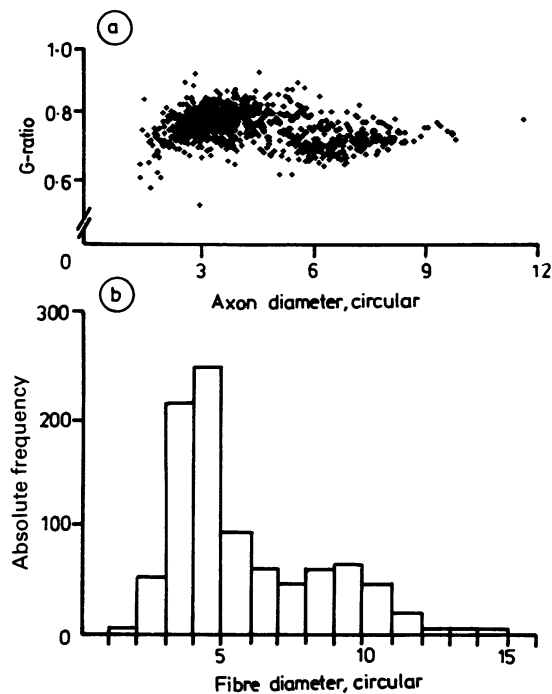 a
1·0
0·8
0·6
0
G-ratio
3
6
9
12
Axon diameter, circular
b
300
200
100
0
Absolute frequency
5
10
15
Fibre diameter, circular